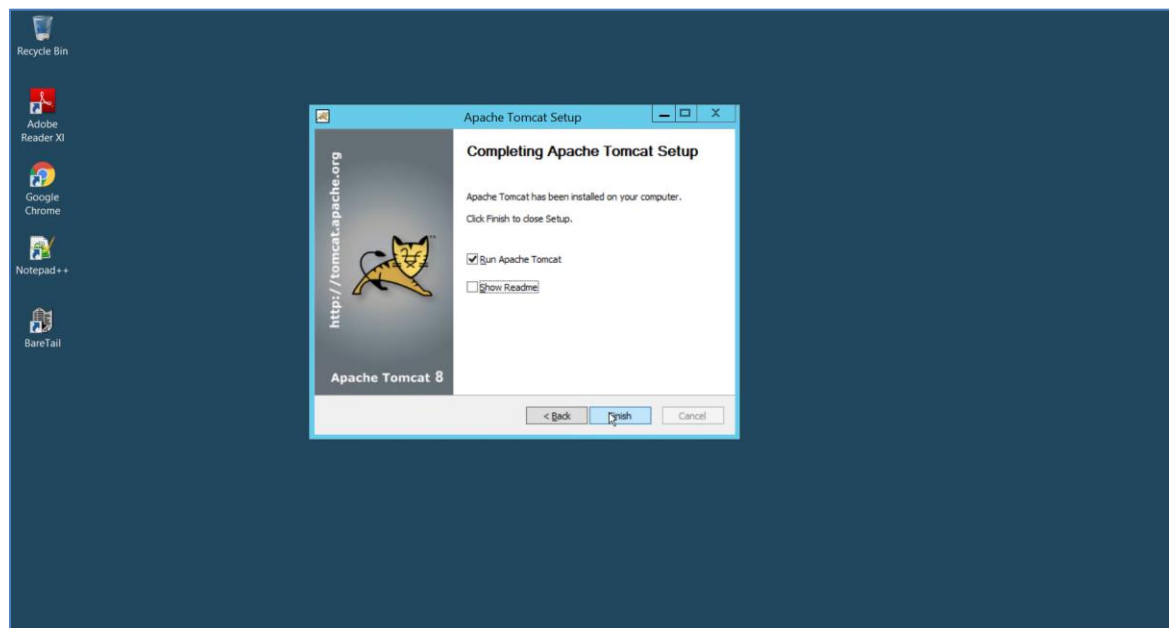 Recycle Bin
Adobe
Reader XI
Google
Chrome
Notepad++
BareTail
Apache Tomcat Setup
http://tomcat.apache.org
Apache Tomcat 8
Completing Apache Tomcat Setup
Apache Tomcat has been installed on your computer.
Click Finish to close Setup.
Run Apache Tomcat
Show Readme
< Back
Finish
Cancel